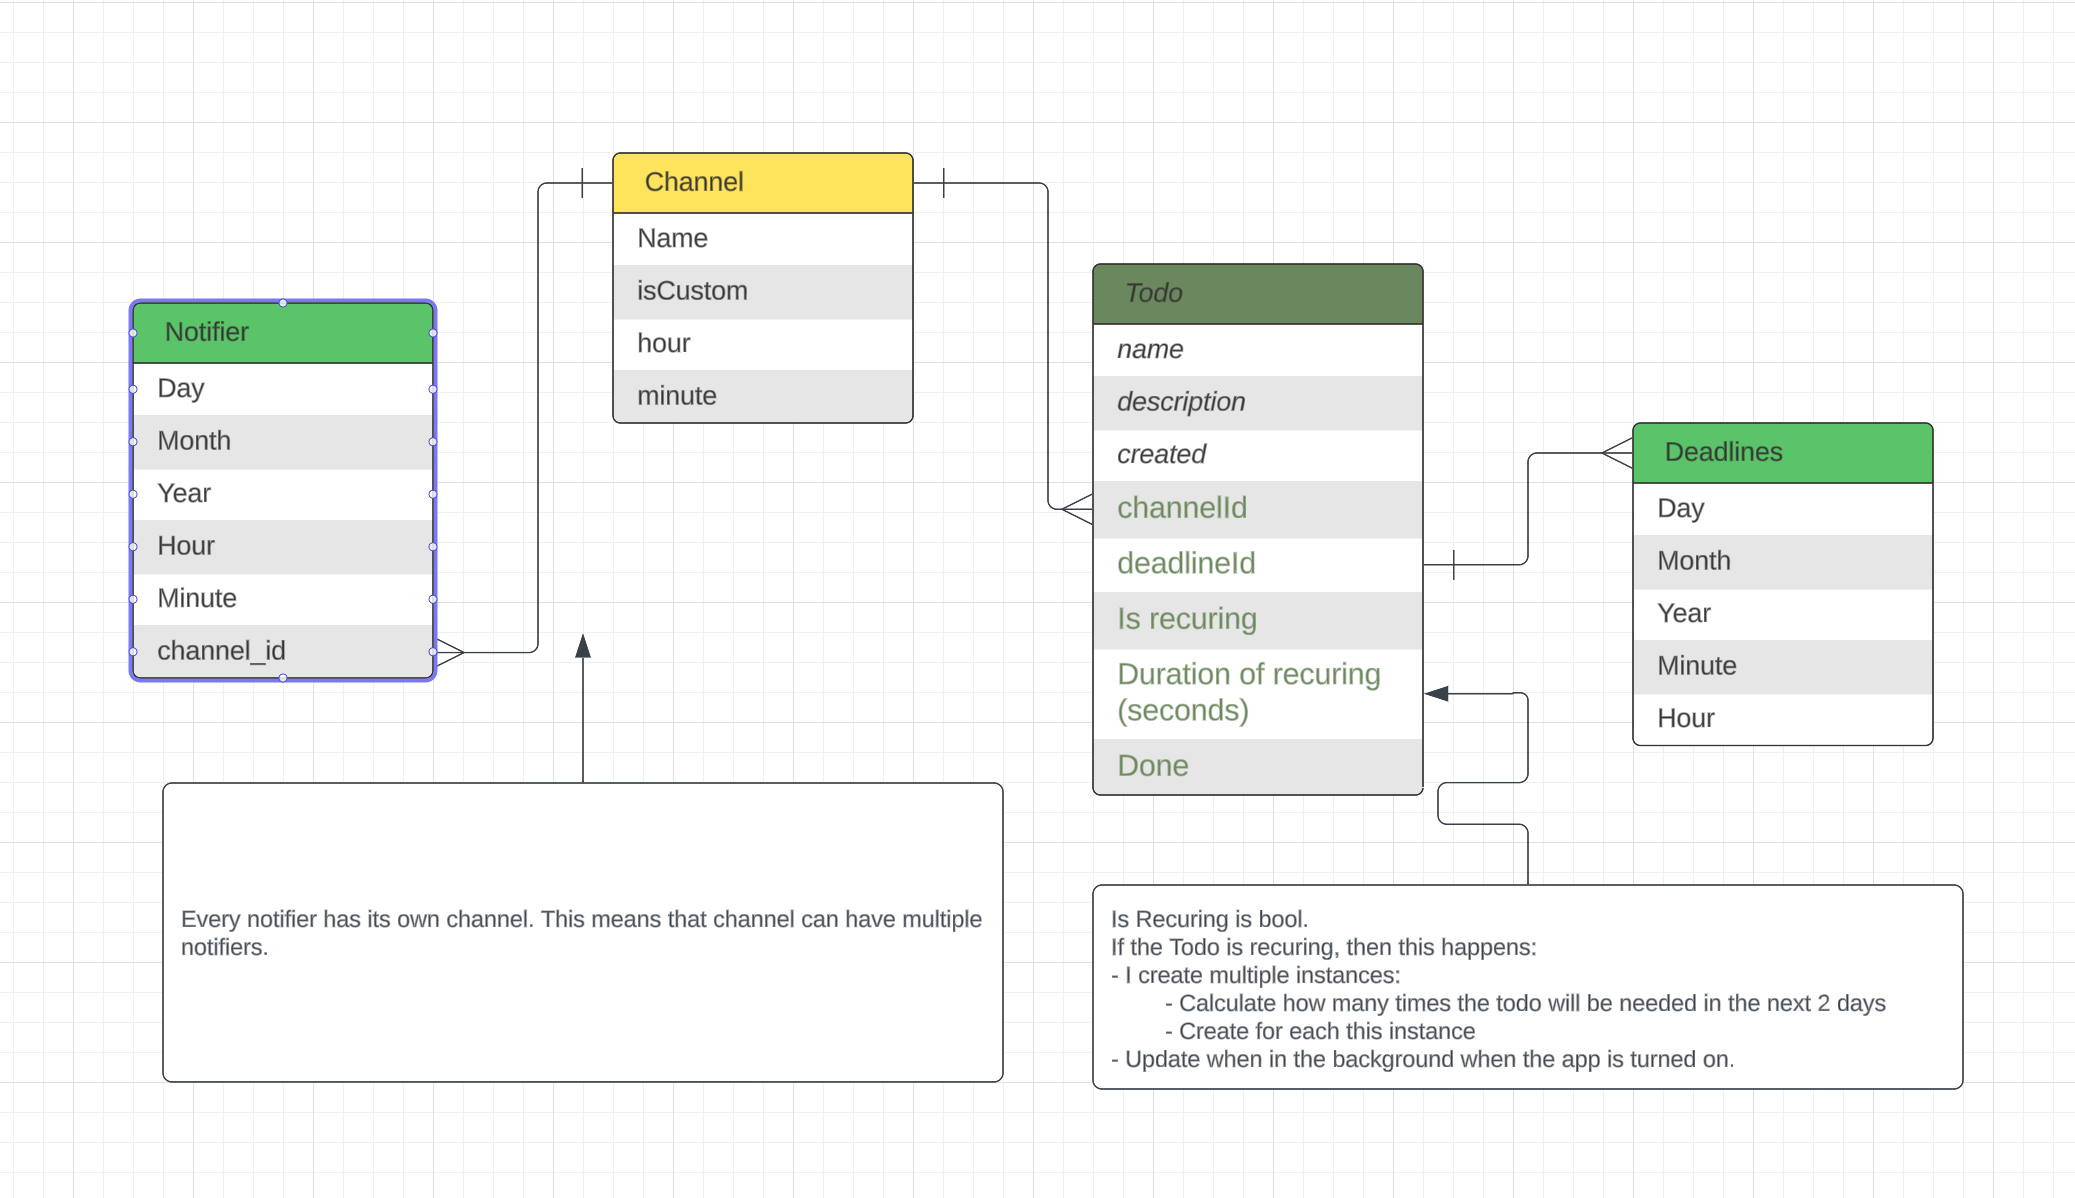 Channel
Name
isCustom
hour
minute
Notifier
Day
Month
Year
Hour
Minute
channel_id
Todo
name
description
created
channelId
deadlineId
Is recuring
Duration of recuring
(seconds)
Done
Deadlines
Day
Month
Year
Minute
Hour
Every notifier has its own channel. This means that channel can have multiple
notifiers.
Is Recuring is bool.
If the Todo is recuring, then this happens:
- I create multiple instances:
- Calculate how many times the todo will be needed in the next 2 days
- Create for each this instance
- Update when in the background when the app is turned on.